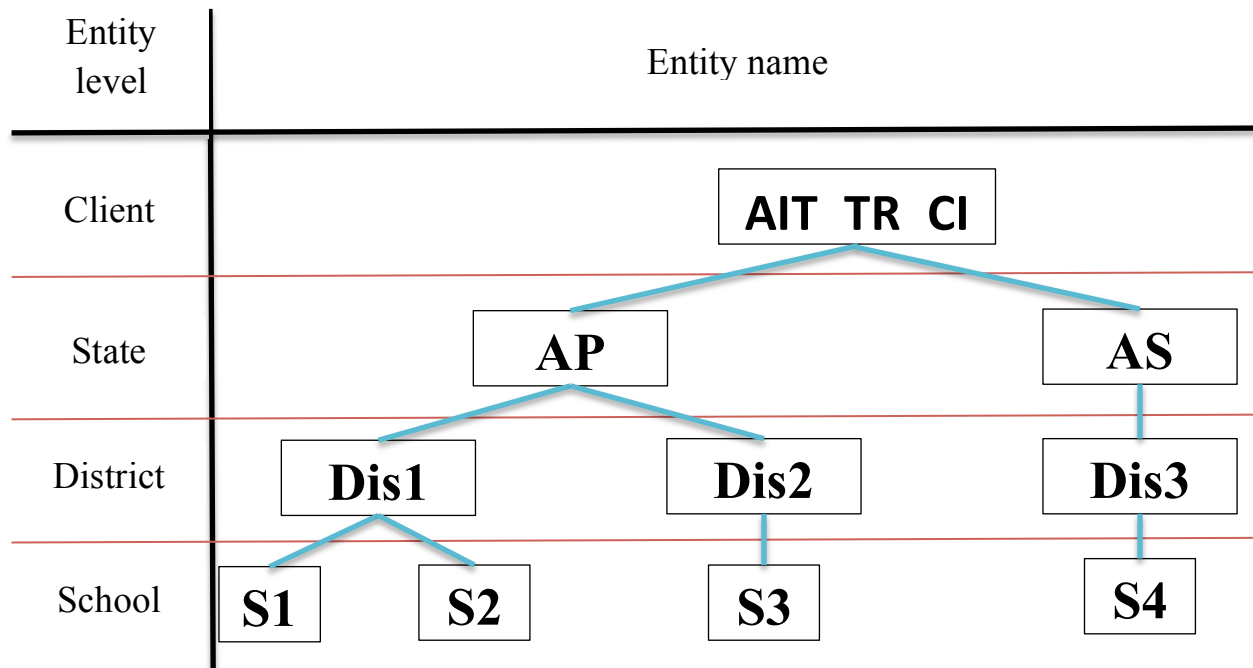 Entity
level
Entity name
Client
AIT TR CI
State
AP
AS
District
Dis1
Dis2
Dis3
School
S1
S2
S3
S4